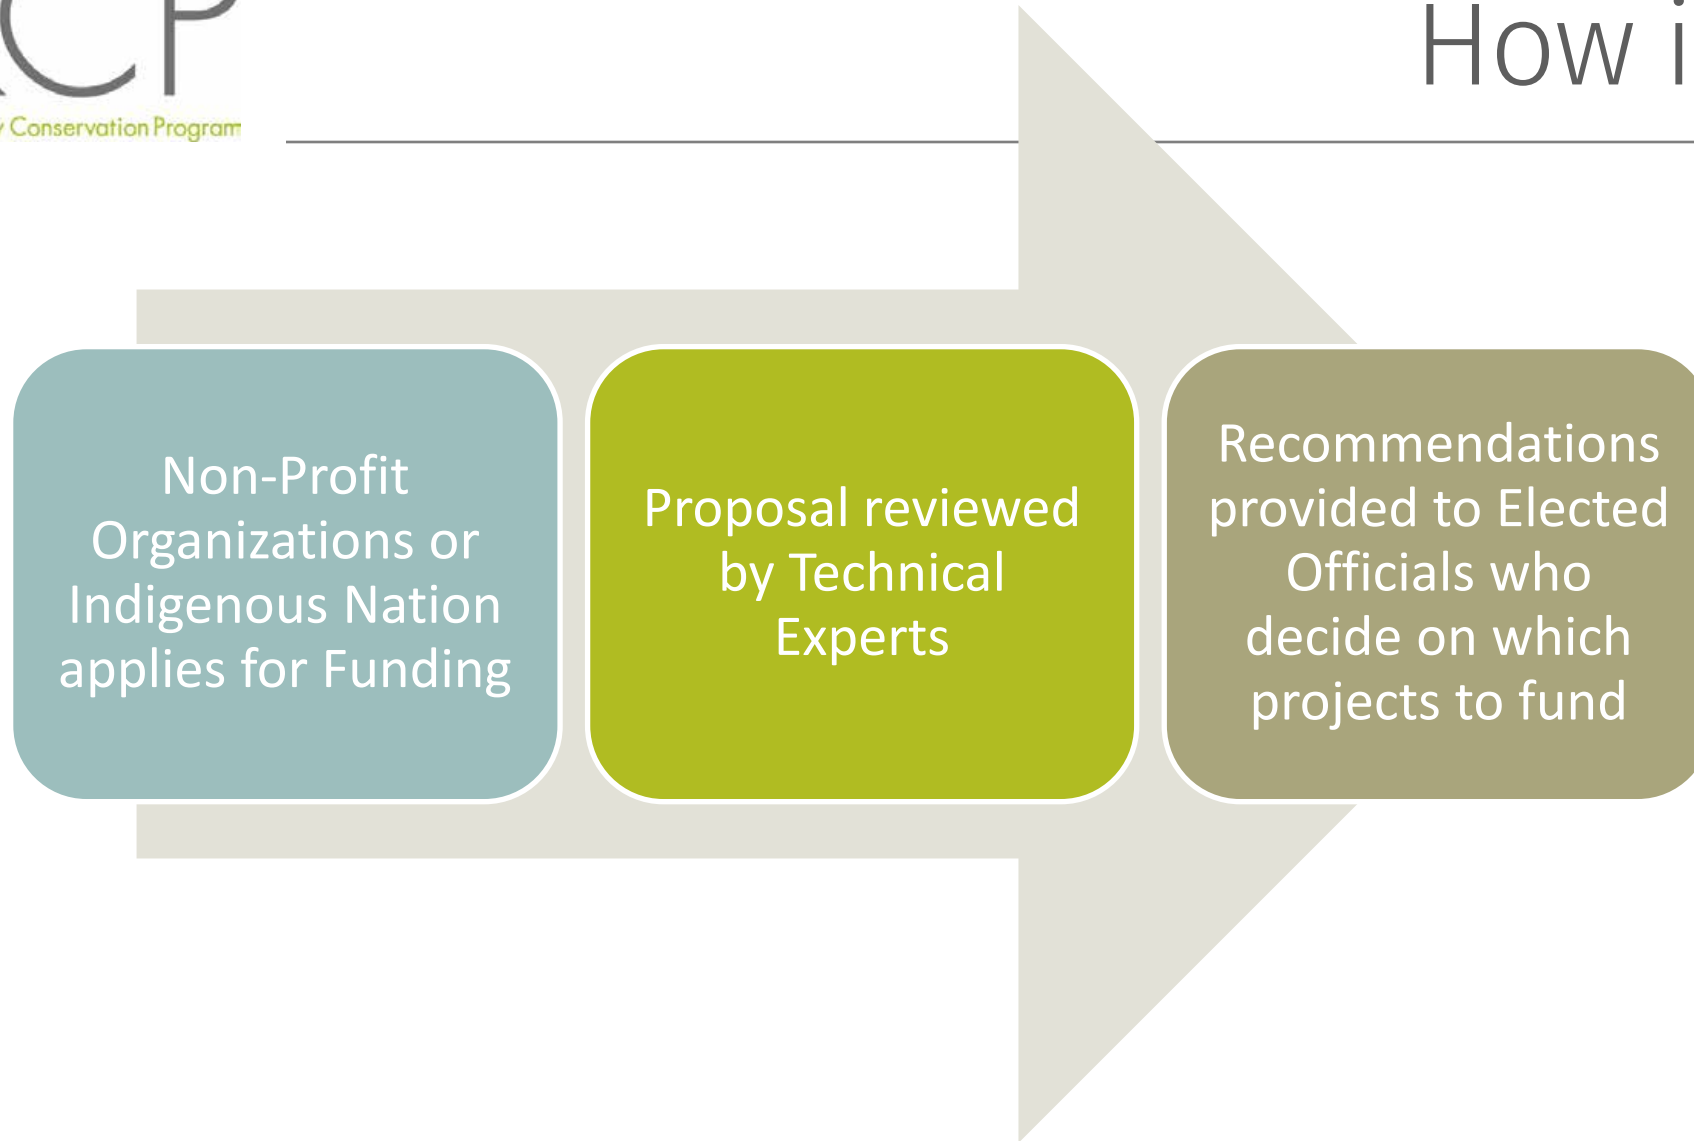 CP
Conservation Program
How i
Non-Profit
Organizations or
Indigenous Nation
applies for Funding
Proposal reviewed
by Technical
Experts
Recommendations
provided to Elected
Officials who
decide on which
projects to fund